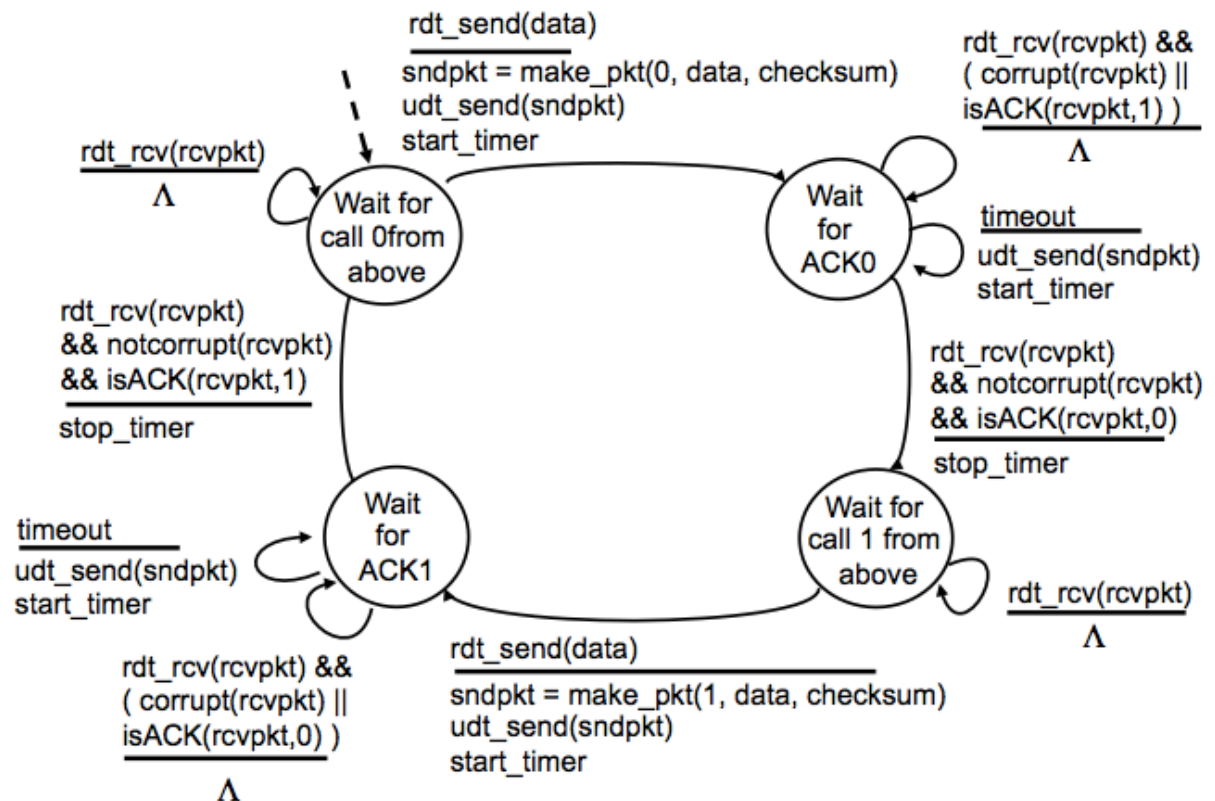 rdt_send(data)
sndpkt = make_pkt(0, data, checksum)
udt_send(sndpkt)
start_timer
rdt_rcv(rcvpkt) &&
( corrupt(rcvpkt) ||
isACK(rcvpkt,1) )
Λ
rdt_rcv(rcvpkt)
Λ
Wait for
call 0from
above
Wait
for
ACK0
timeout
udt_send(sndpkt)
start_timer
rdt_rcv(rcvpkt)
&& notcorrupt(rcvpkt)
&& isACK(rcvpkt,1)
stop_timer
rdt_rcv(rcvpkt)
&& notcorrupt(rcvpkt)
&& isACK(rcvpkt,0)
stop_timer
Wait
for
ACK1
Wait for
call 1 from
above
timeout
udt_send(sndpkt)
start_timer
rdt_rcv(rcvpkt)
Λ
rdt_rcv(rcvpkt) &&
( corrupt(rcvpkt) ||
isACK(rcvpkt,0) )
Λ
rdt_send(data)
sndpkt = make_pkt(1, data, checksum)
udt_send(sndpkt)
start_timer